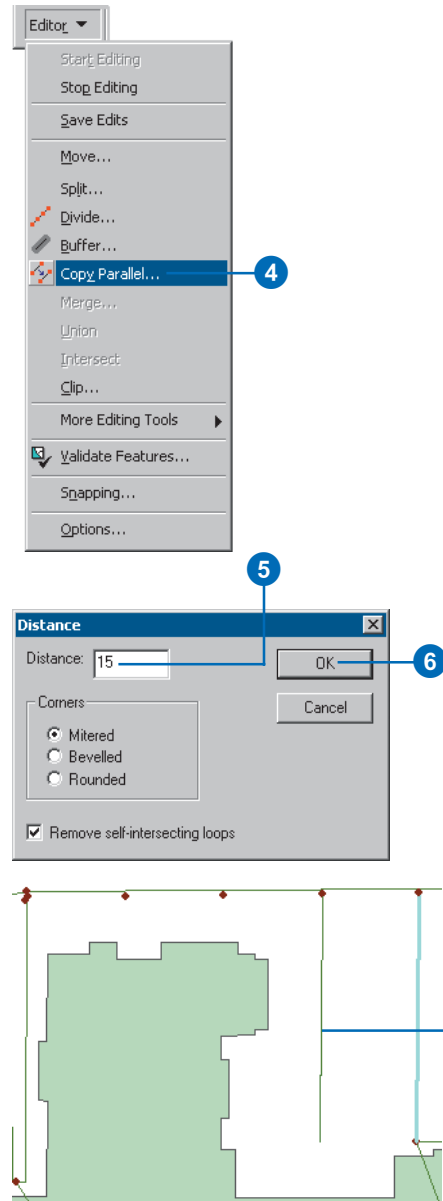 Editor
Start Editing
Stop Editing
Save Edits
Move...
Split...
Divide...
Buffer...
Copy Parallel...
4
Merge...
Union
Intersect
Clip...
More Editing Tools
Validate Features...
Snapping...
Options...
5
Distance
Distance: 15
OK
6
Corners
Cancel
Mitered
Bevelled
Rounded
Remove self-intersecting loops